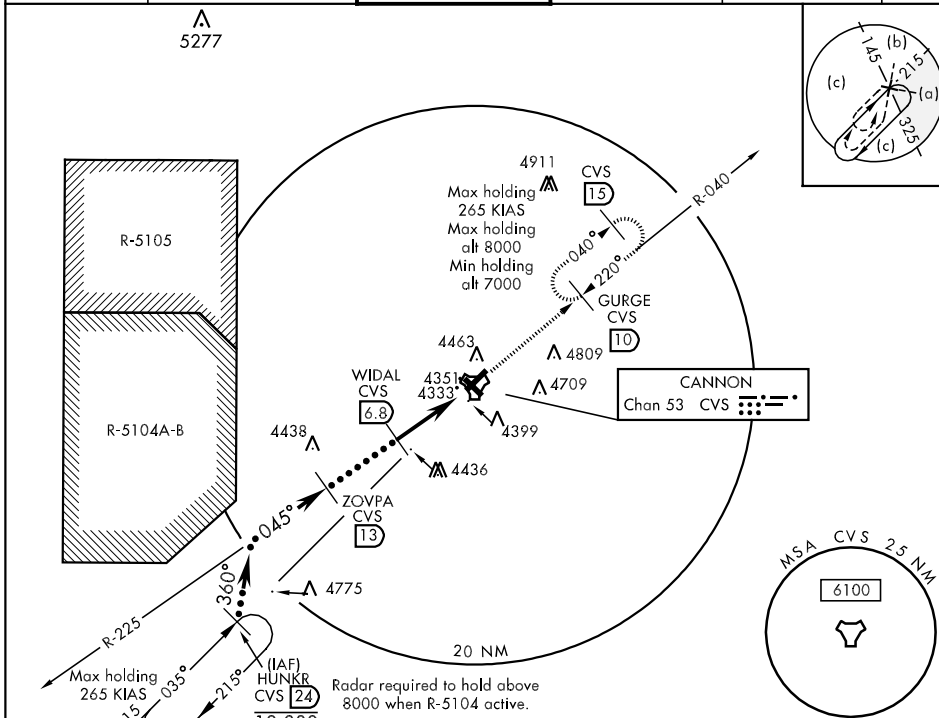 5277
145
(b)
215
(c)
(a)
(c)
325
4911
CVS
15
R-040
Max holding
265 KIAS
Max holding
alt 8000
Min holding
alt 7000
040°
220°
R-5105
GURGE
CVS
10
4463
4809
WIDAL
CVS
6.8
4351
4333
4709
CANNON
Chan 53 CVS
R-5104A-B
4438
4399
4436
ZOVPA
CVS
13
045°
MSA CVS 25 NM
6100
360°
4775
R-225
20 NM
(IAF)
HUNKR
CVS 24
Max holding
265 KIAS
035°
215°
15
Radar required to hold above
8000 when R-5104 active.